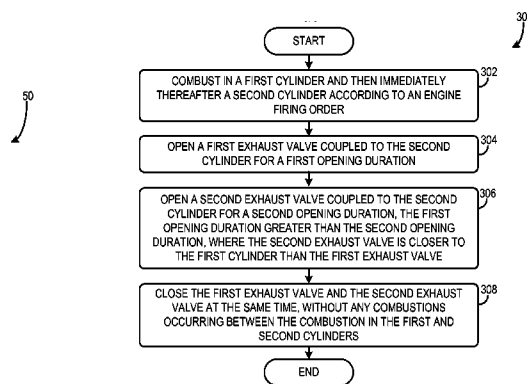 30
START
302
COMBUST IN A FIRST CYLINDER AND THEN IMMEDIATELY
THEREAFTER A SECOND CYLINDER ACCORDING TO AN ENGINE
FIRING ORDER
50
304
OPEN A FIRST EXHAUST VALVE COUPLED TO THE SECOND
CYLINDER FOR A FIRST OPENING DURATION
306
OPEN A SECOND EXHAUST VALVE COUPLED TO THE SECOND
CYLINDER FOR A SECOND OPENING DURATION, THE FIRST
OPENING DURATION GREATER THAN THE SECOND OPENING
DURATION, WHERE THE SECOND EXHAUST VALVE IS CLOSER TO
THE FIRST CYLINDER THAN THE FIRST EXHAUST VALVE
308
CLOSE THE FIRST EXHAUST VALVE AND THE SECOND EXHAUST
VALVE AT THE SAME TIME, WITHOUT ANY COMBUSTIONS
OCCURRING BETWEEN THE COMBUSTION IN THE FIRST AND
SECOND CYLINDERS
END